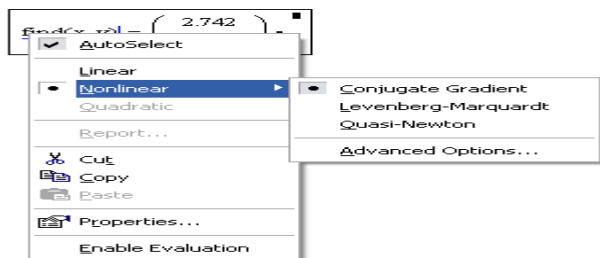 find(x,y) = ( 2.742 )
AutoSelect
Linear
Nonlinear
Quadratic
Report...
Cut
Copy
Paste
Properties...
Enable Evaluation
Conjugate Gradient
Levenberg-Marquardt
Quasi-Newton
Advanced Options...